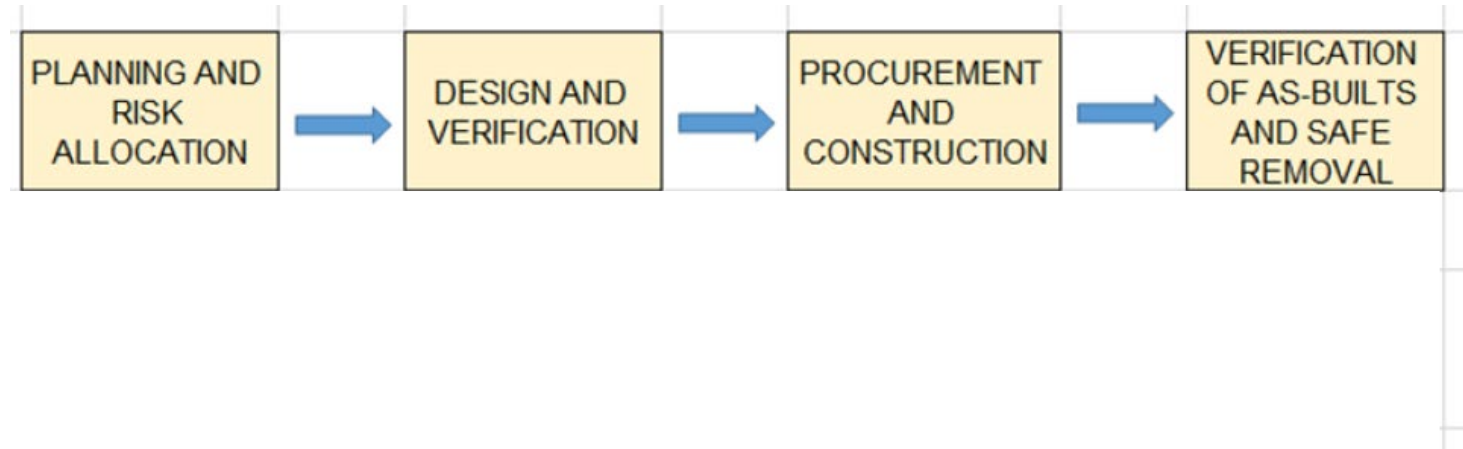 PLANNING AND
RISK
ALLOCATION
DESIGN AND
VERIFICATION
PROCUREMENT
AND
CONSTRUCTION
VERIFICATION
OF AS-BUILTS
AND SAFE
REMOVAL